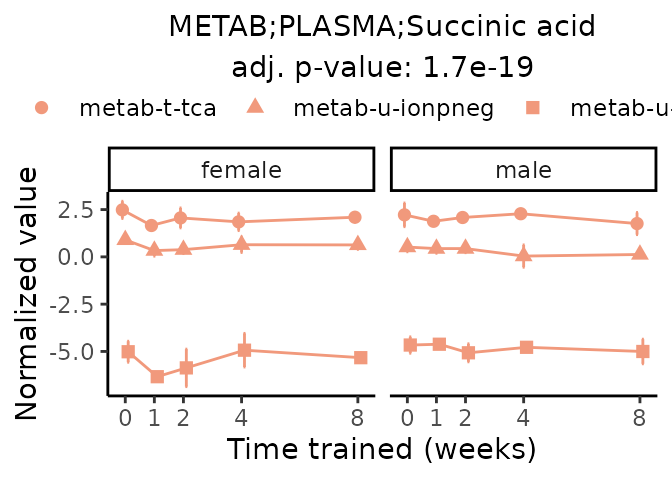 METAB;PLASMA;Succinic acid
adj. p-value: 1.7e-19
metab-t-tca metab-u-ionpneg metab-u-
female male
Normalized value
2.5
0.0
-2.5
-5.0
0 1 2 4 8 0 1 2 4 8
Time trained (weeks)